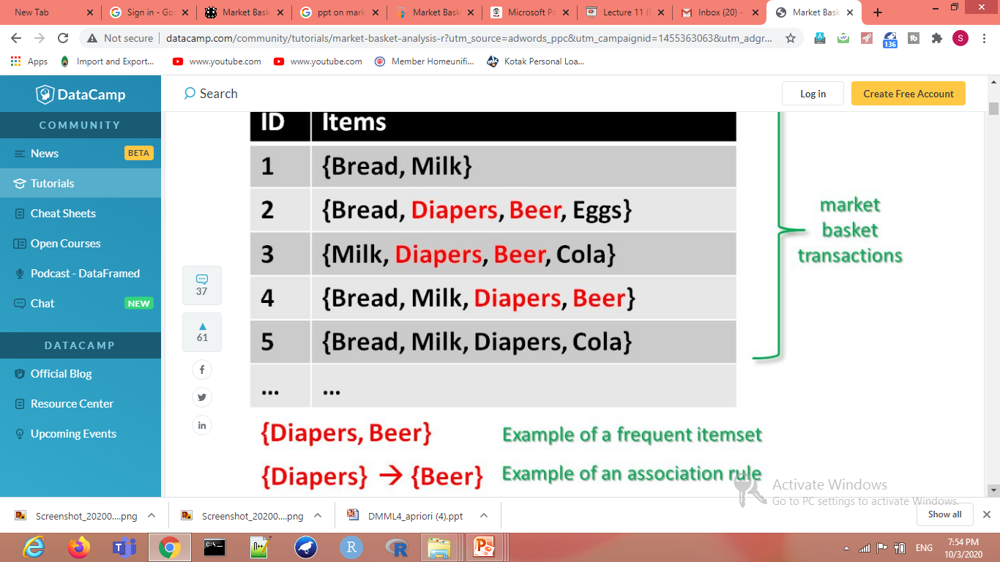 New Tab
Sign in - Goo
Market Bask
ppt on mark
Market Bask
Microsoft Po
Lecture 11 (
Inbox (20) -
Market Bask
Not secure
datacamp.com/community/tutorials/market-basket-analysis-r?utm_source=adwords_ppc&utm_campaignid=1455363063&utm_adgr...
136
S
Apps
Import and Export...
www.youtube.com
www.youtube.com
Member Homeunifi...
Kotak Personal Loa...
DataCamp
Search
Log in
Create Free Account
COMMUNITY
News
BETA
Tutorials
Cheat Sheets
Open Courses
Podcast - DataFramed
Chat
NEW
DATACAMP
Official Blog
Resource Center
Upcoming Events
37
61
ID Items
1 {Bread, Milk}
2 {Bread, Diapers, Beer, Eggs}
3 {Milk, Diapers, Beer, Cola}
4 {Bread, Milk, Diapers, Beer}
5 {Bread, Milk, Diapers, Cola}
... ...
market
basket
transactions
{Diapers, Beer} Example of a frequent itemset
{Diapers} → {Beer} Example of an association rule
Activate Windows
Go to PC settings to activate Windows.
Screenshot_20200....png
Screenshot_20200....png
DMML4_apriori (4).ppt
Show all
ENG
7:54 PM
10/3/2020